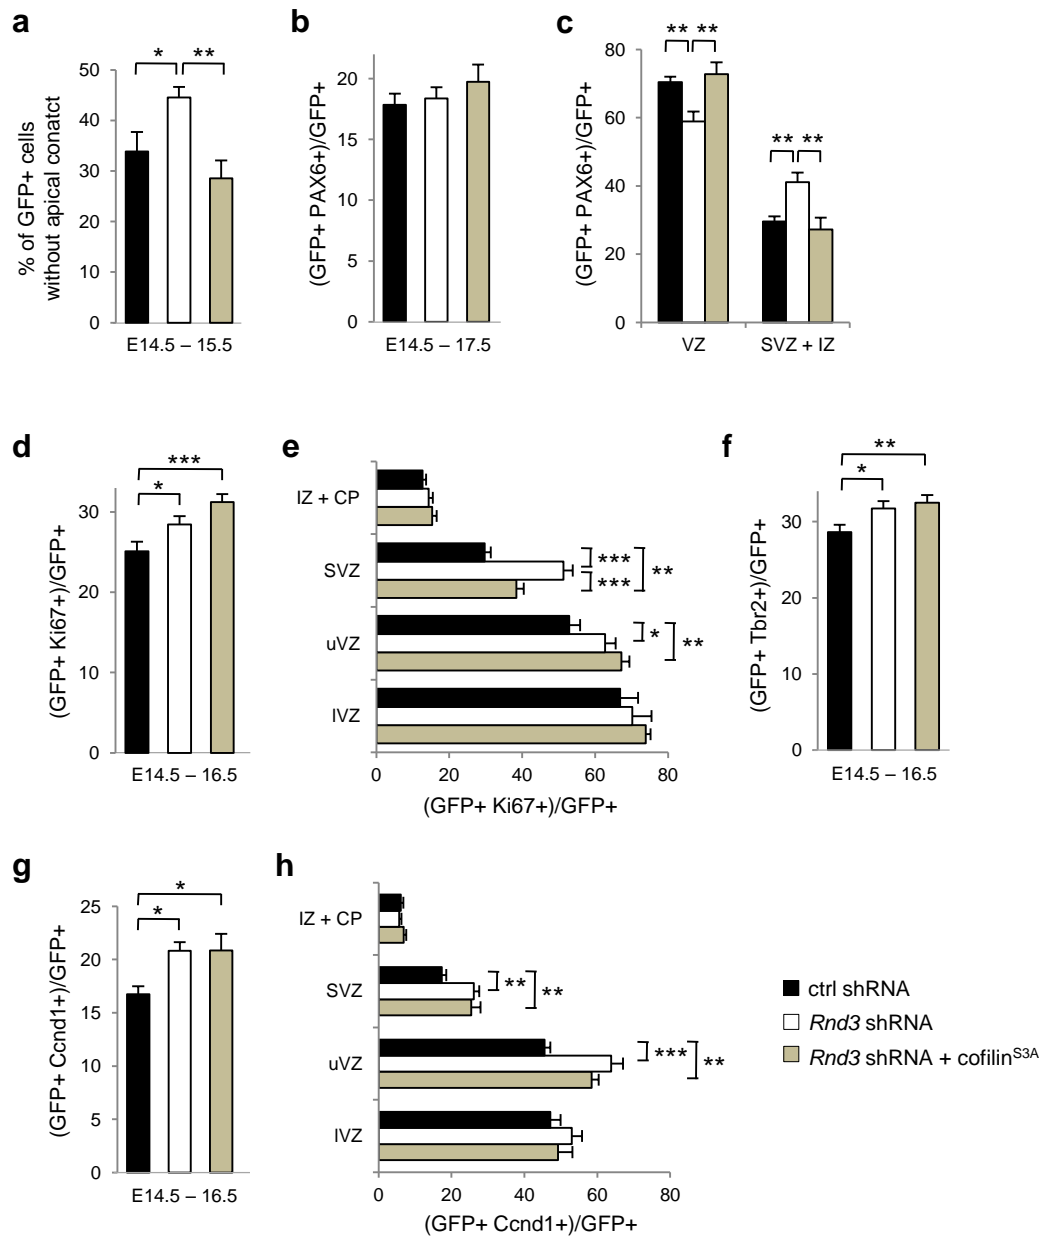 a
b
c
% of GFP+ cells
without apical conatct
50
40
30
20
10
0
*
**
E14.5 – 15.5
(GFP+ PAX6+)/GFP+
20
15
10
5
0
E14.5 – 17.5
(GFP+ PAX6+)/GFP+
80
60
40
20
0
** **
** **
VZ
SVZ + IZ
d
e
f
(GFP+ Ki67+)/GFP+
30
20
10
0
***
*
E14.5 – 16.5
IZ + CP
SVZ
uVZ
lVZ
***
***
**
*
**
0 20 40 60 80
(GFP+ Ki67+)/GFP+
(GFP+ Tbr2+)/GFP+
30
20
10
0
**
*
E14.5 – 16.5
g
h
(GFP+ Ccnd1+)/GFP+
25
20
15
10
5
0
*
*
E14.5 – 16.5
IZ + CP
SVZ
uVZ
lVZ
**
**
***
**
0 20 40 60 80
(GFP+ Ccnd1+)/GFP+
ctrl shRNA
Rnd3 shRNA
Rnd3 shRNA + cofilinS3A